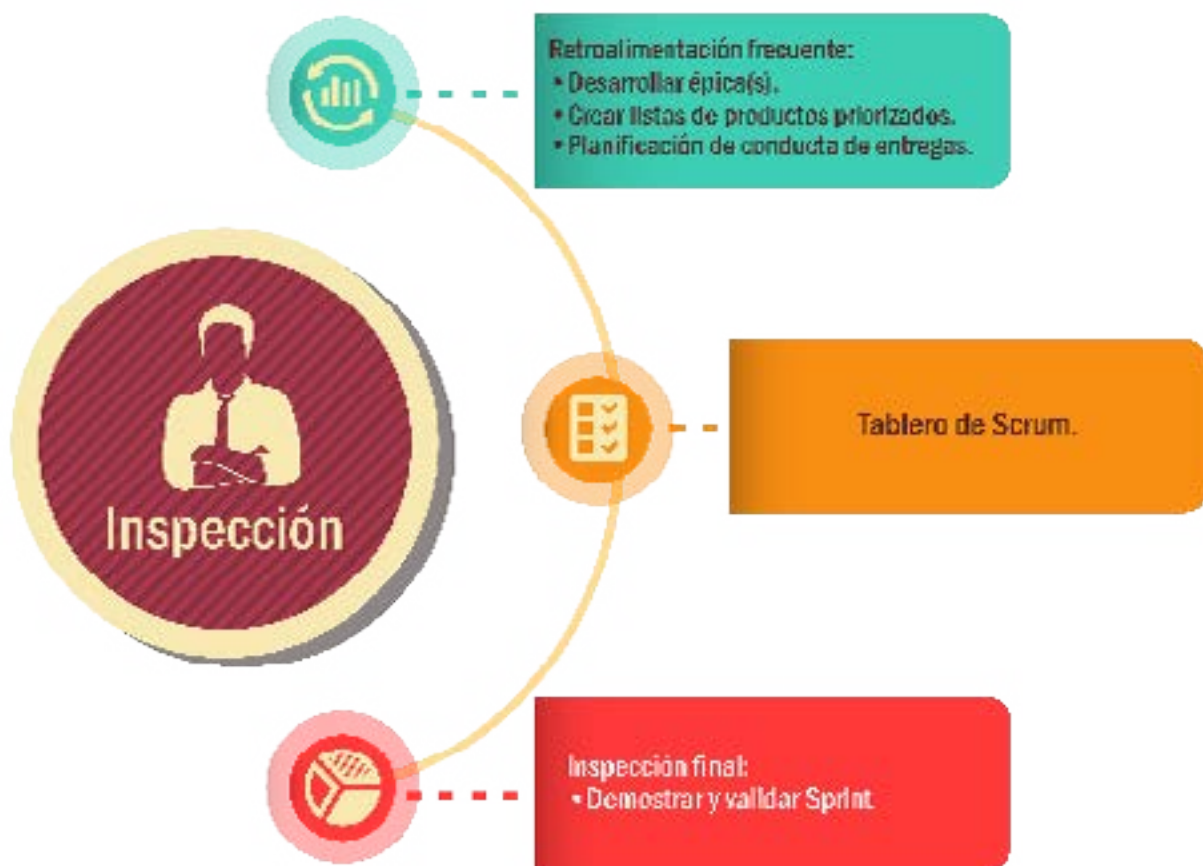 Retroalimentación frecuente:
• Desarrollar épica(s).
• Crear listas de productos priorizados.
• Planificación de conducta de entregas.
Inspección
Tablero de Scrum.
Inspección final:
• Demostrar y validar Sprint.